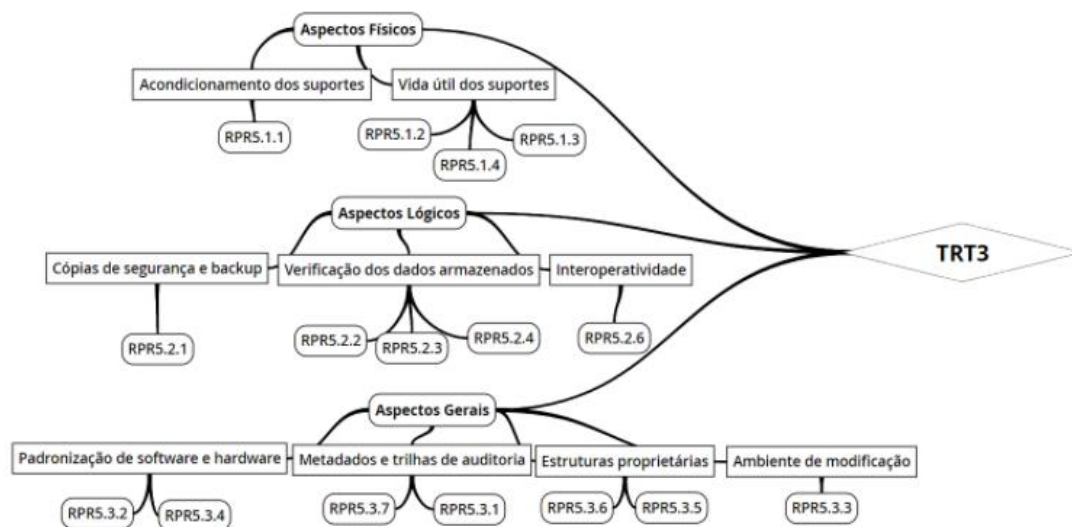 Aspectos Físicos
Acondicionamento dos suportes
Vida útil dos suportes
RPR5.1.1
RPR5.1.2
RPR5.1.3
RPR5.1.4
Aspectos Lógicos
TRT3
Cópias de segurança e backup
Verificação dos dados armazenados
Interoperatividade
RPR5.2.1
RPR5.2.2
RPR5.2.3
RPR5.2.4
RPR5.2.6
Aspectos Gerais
Padronização de software e hardware
Metadados e trilhas de auditoria
Estruturas proprietárias
Ambiente de modificação
RPR5.3.2
RPR5.3.4
RPR5.3.7
RPR5.3.1
RPR5.3.6
RPR5.3.5
RPR5.3.3